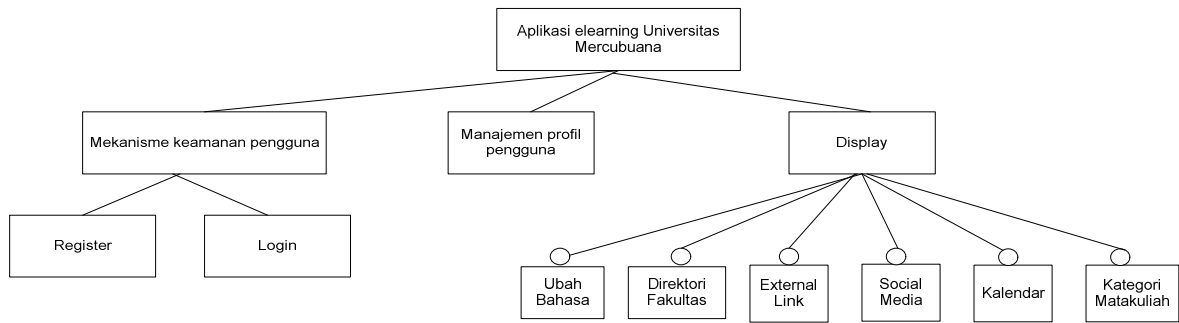 Aplikasi elearning Universitas
Mercubuana
Mekanisme keamanan pengguna
Manajemen profil
pengguna
Display
Register
Login
Ubah
Bahasa
Direktori
Fakultas
External
Link
Social
Media
Kalendar
Kategori
Matakuliah